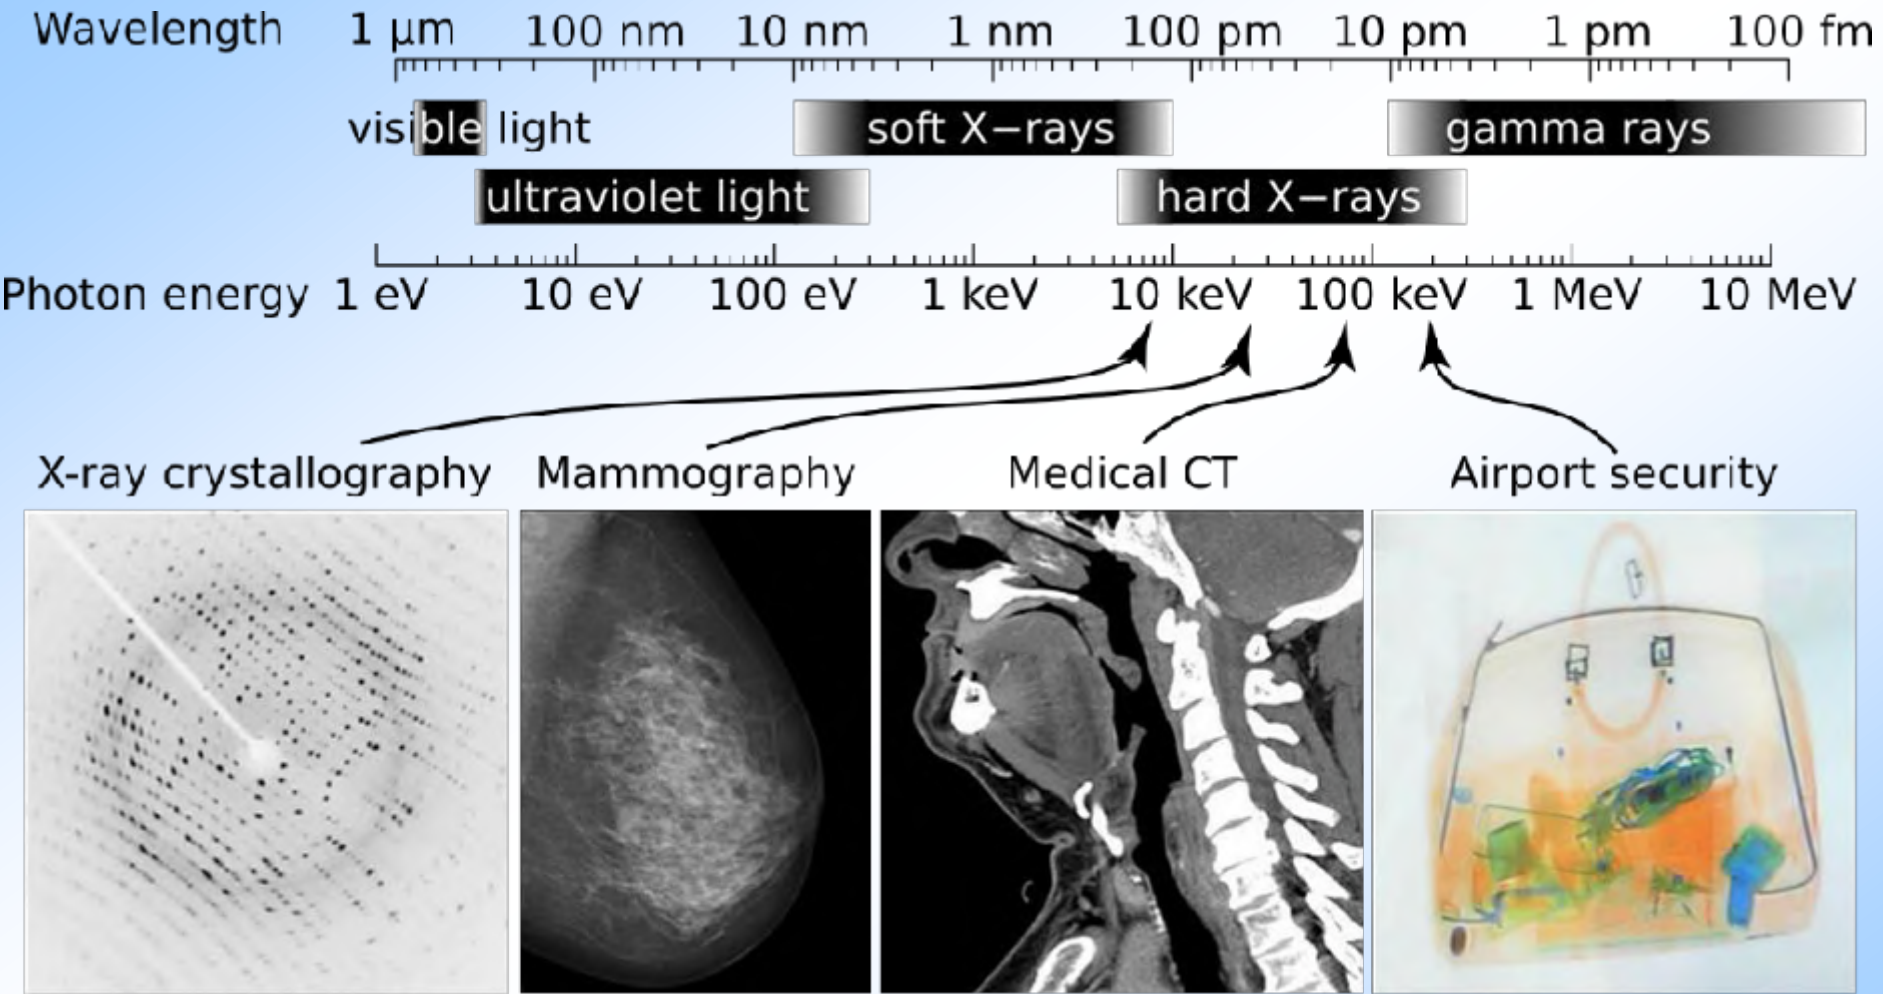 Wavelength 1 µm 100 nm 10 nm 1 nm 100 pm 10 pm 1 pm 100 fm
visible light soft X−rays gamma rays
ultraviolet light hard X−rays
Photon energy 1 eV 10 eV 100 eV 1 keV 10 keV 100 keV 1 MeV 10 MeV
X-ray crystallography Mammography Medical CT Airport security